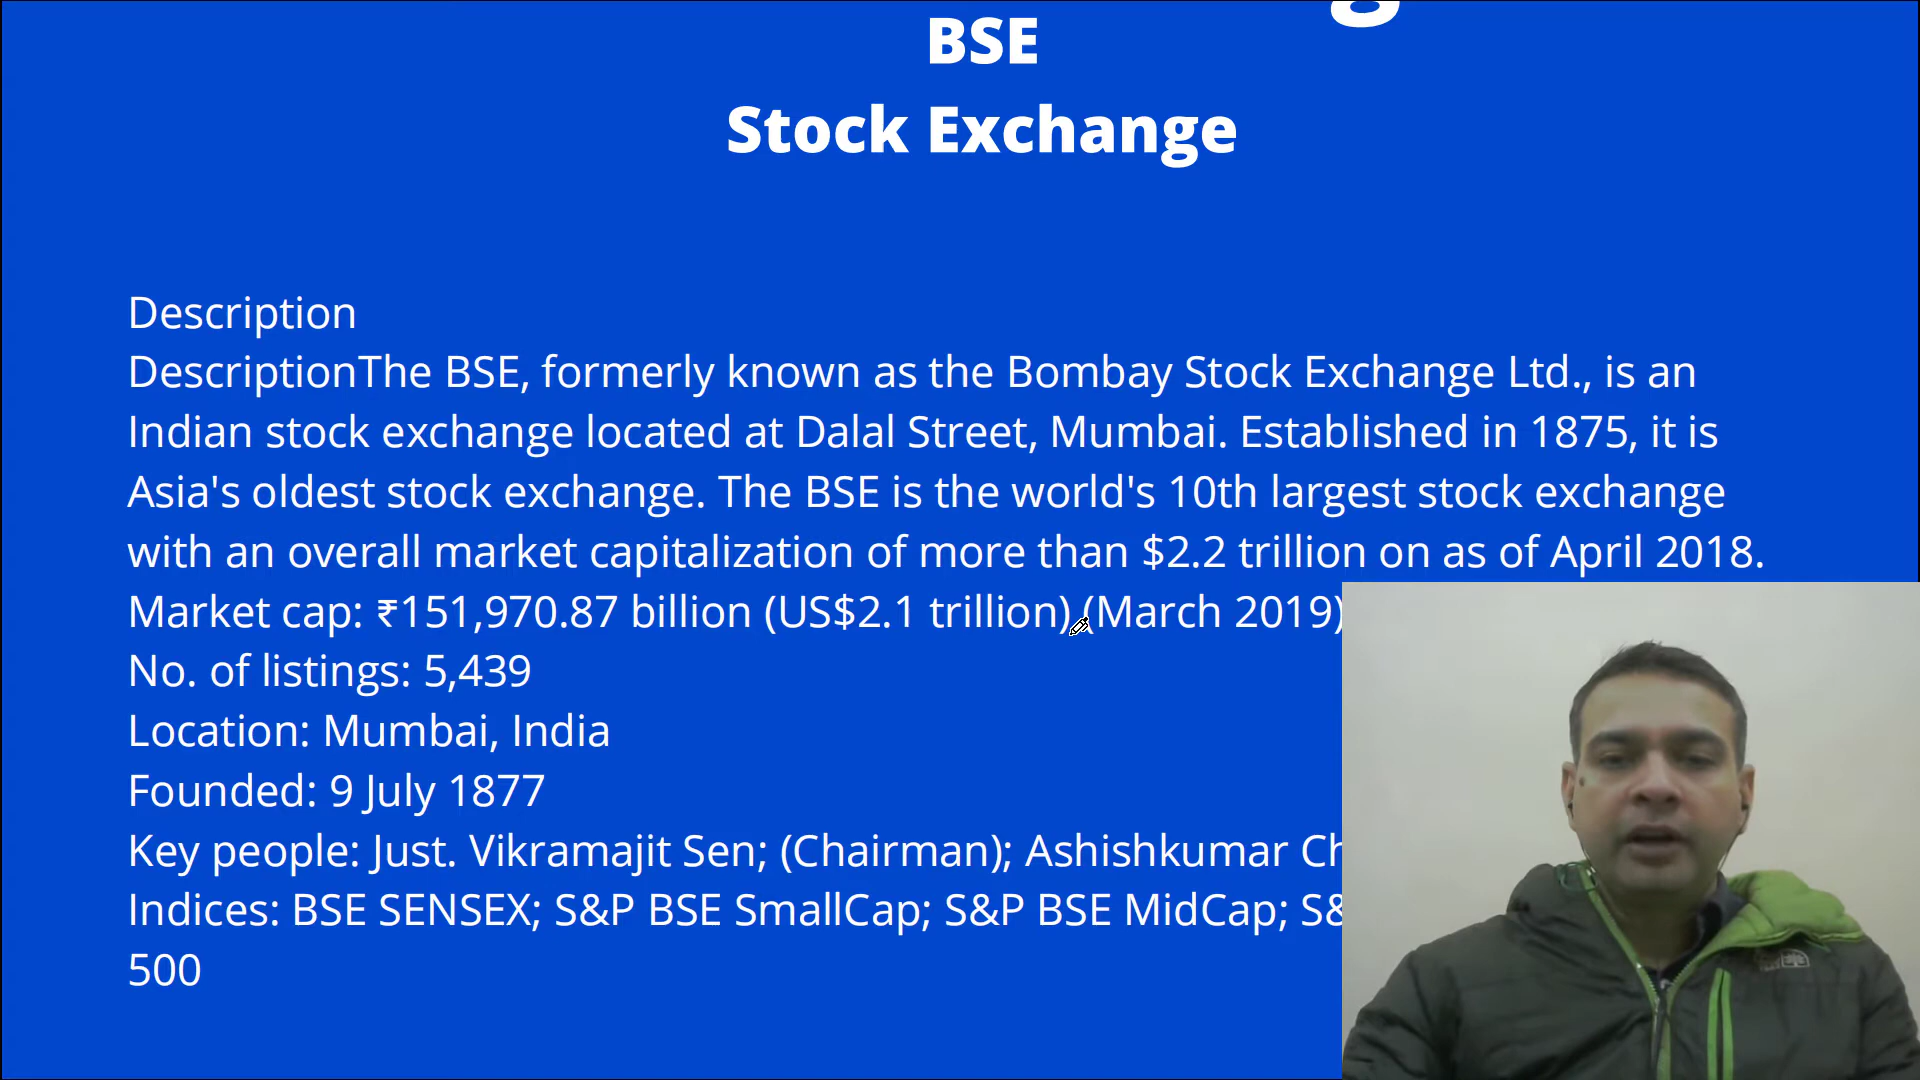 BSE
Stock Exchange
Description
DescriptionThe BSE, formerly known as the Bombay Stock Exchange Ltd., is an
Indian stock exchange located at Dalal Street, Mumbai. Established in 1875, it is
Asia's oldest stock exchange. The BSE is the world's 10th largest stock exchange
with an overall market capitalization of more than $2.2 trillion on as of April 2018.
Market cap: ₹151,970.87 billion (US$2.1 trillion) (March 2019)
No. of listings: 5,439
Location: Mumbai, India
Founded: 9 July 1877
Key people: Just. Vikramajit Sen; (Chairman); Ashishkumar
Indices: BSE SENSEX; S&P BSE SmallCap; S&P BSE MidCap;
500